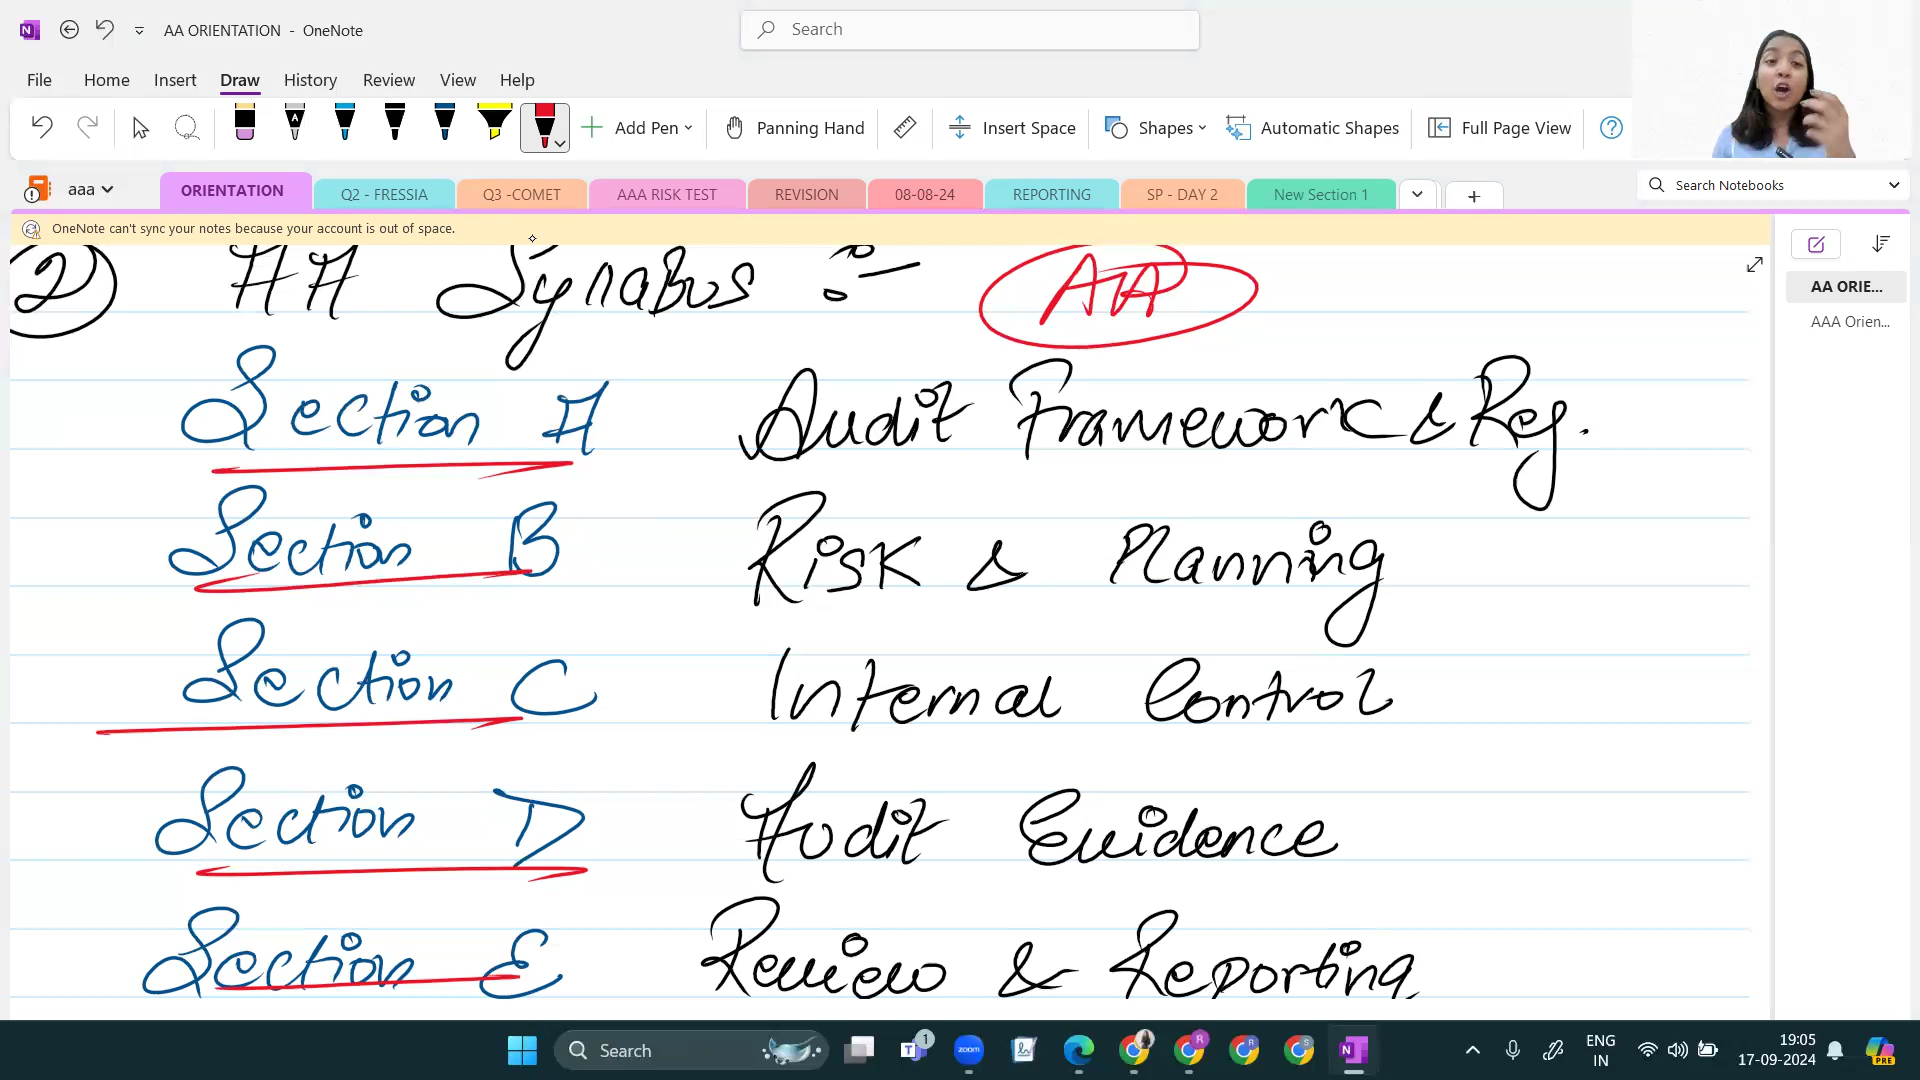 AA ORIENTATION - OneNote
Search
File Home Insert Draw History Review View Help
Add Pen Panning Hand Insert Space Shapes Automatic Shapes Full Page View
aaa ORIENTATION Q2 - FRESSIA Q3 -COMET AAA RISK TEST REVISION 08-08-24 REPORTING SP - DAY 2 New Section 1 Search Notebooks
OneNote can't sync your notes because your account is out of space.
AA ORIE...
AAA Orien...
2 AA Syllabus :- AAA
Section A Audit Framework & Reg.
Section B Risk & Planning
Section C Internal Control
Section D Audit Evidence
Section E Review & Reporting
Search
1
zoom
ENG
IN
19:05
17-09-2024
PRE